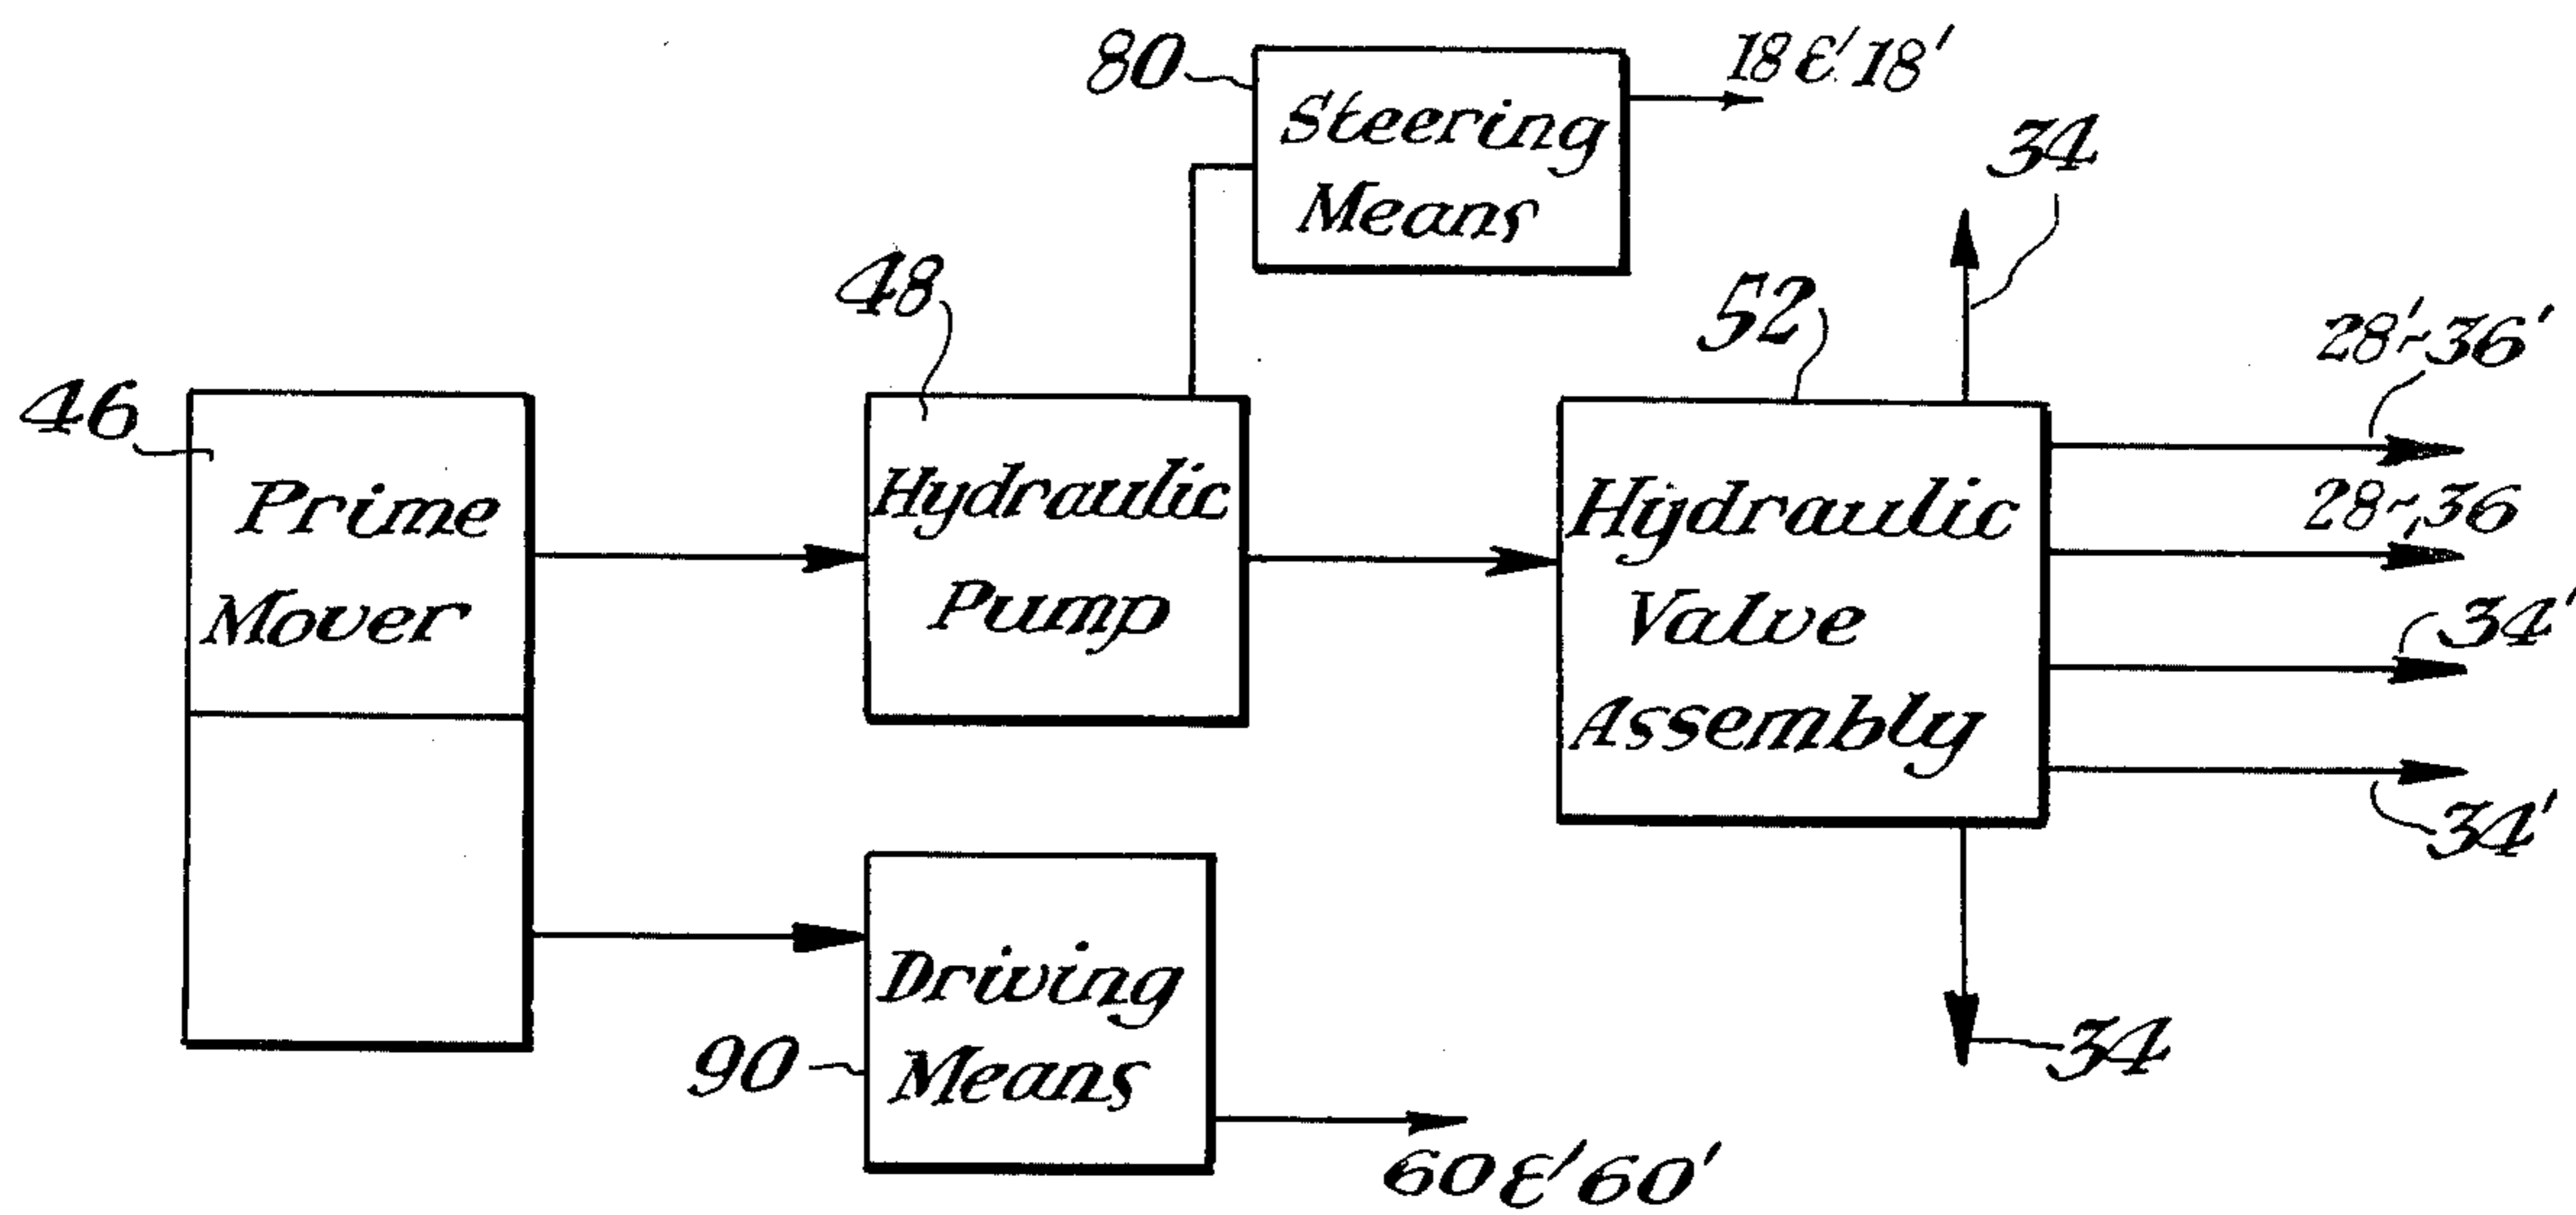 80
Steering
Means
18 & 18'
34
48
52
28'~36'
46
Prime
Mover
Hydraulic
Pump
Hydraulic
Valve
Assembly
28~36
34'
34'
Driving
Means
90
34
60 & 60'